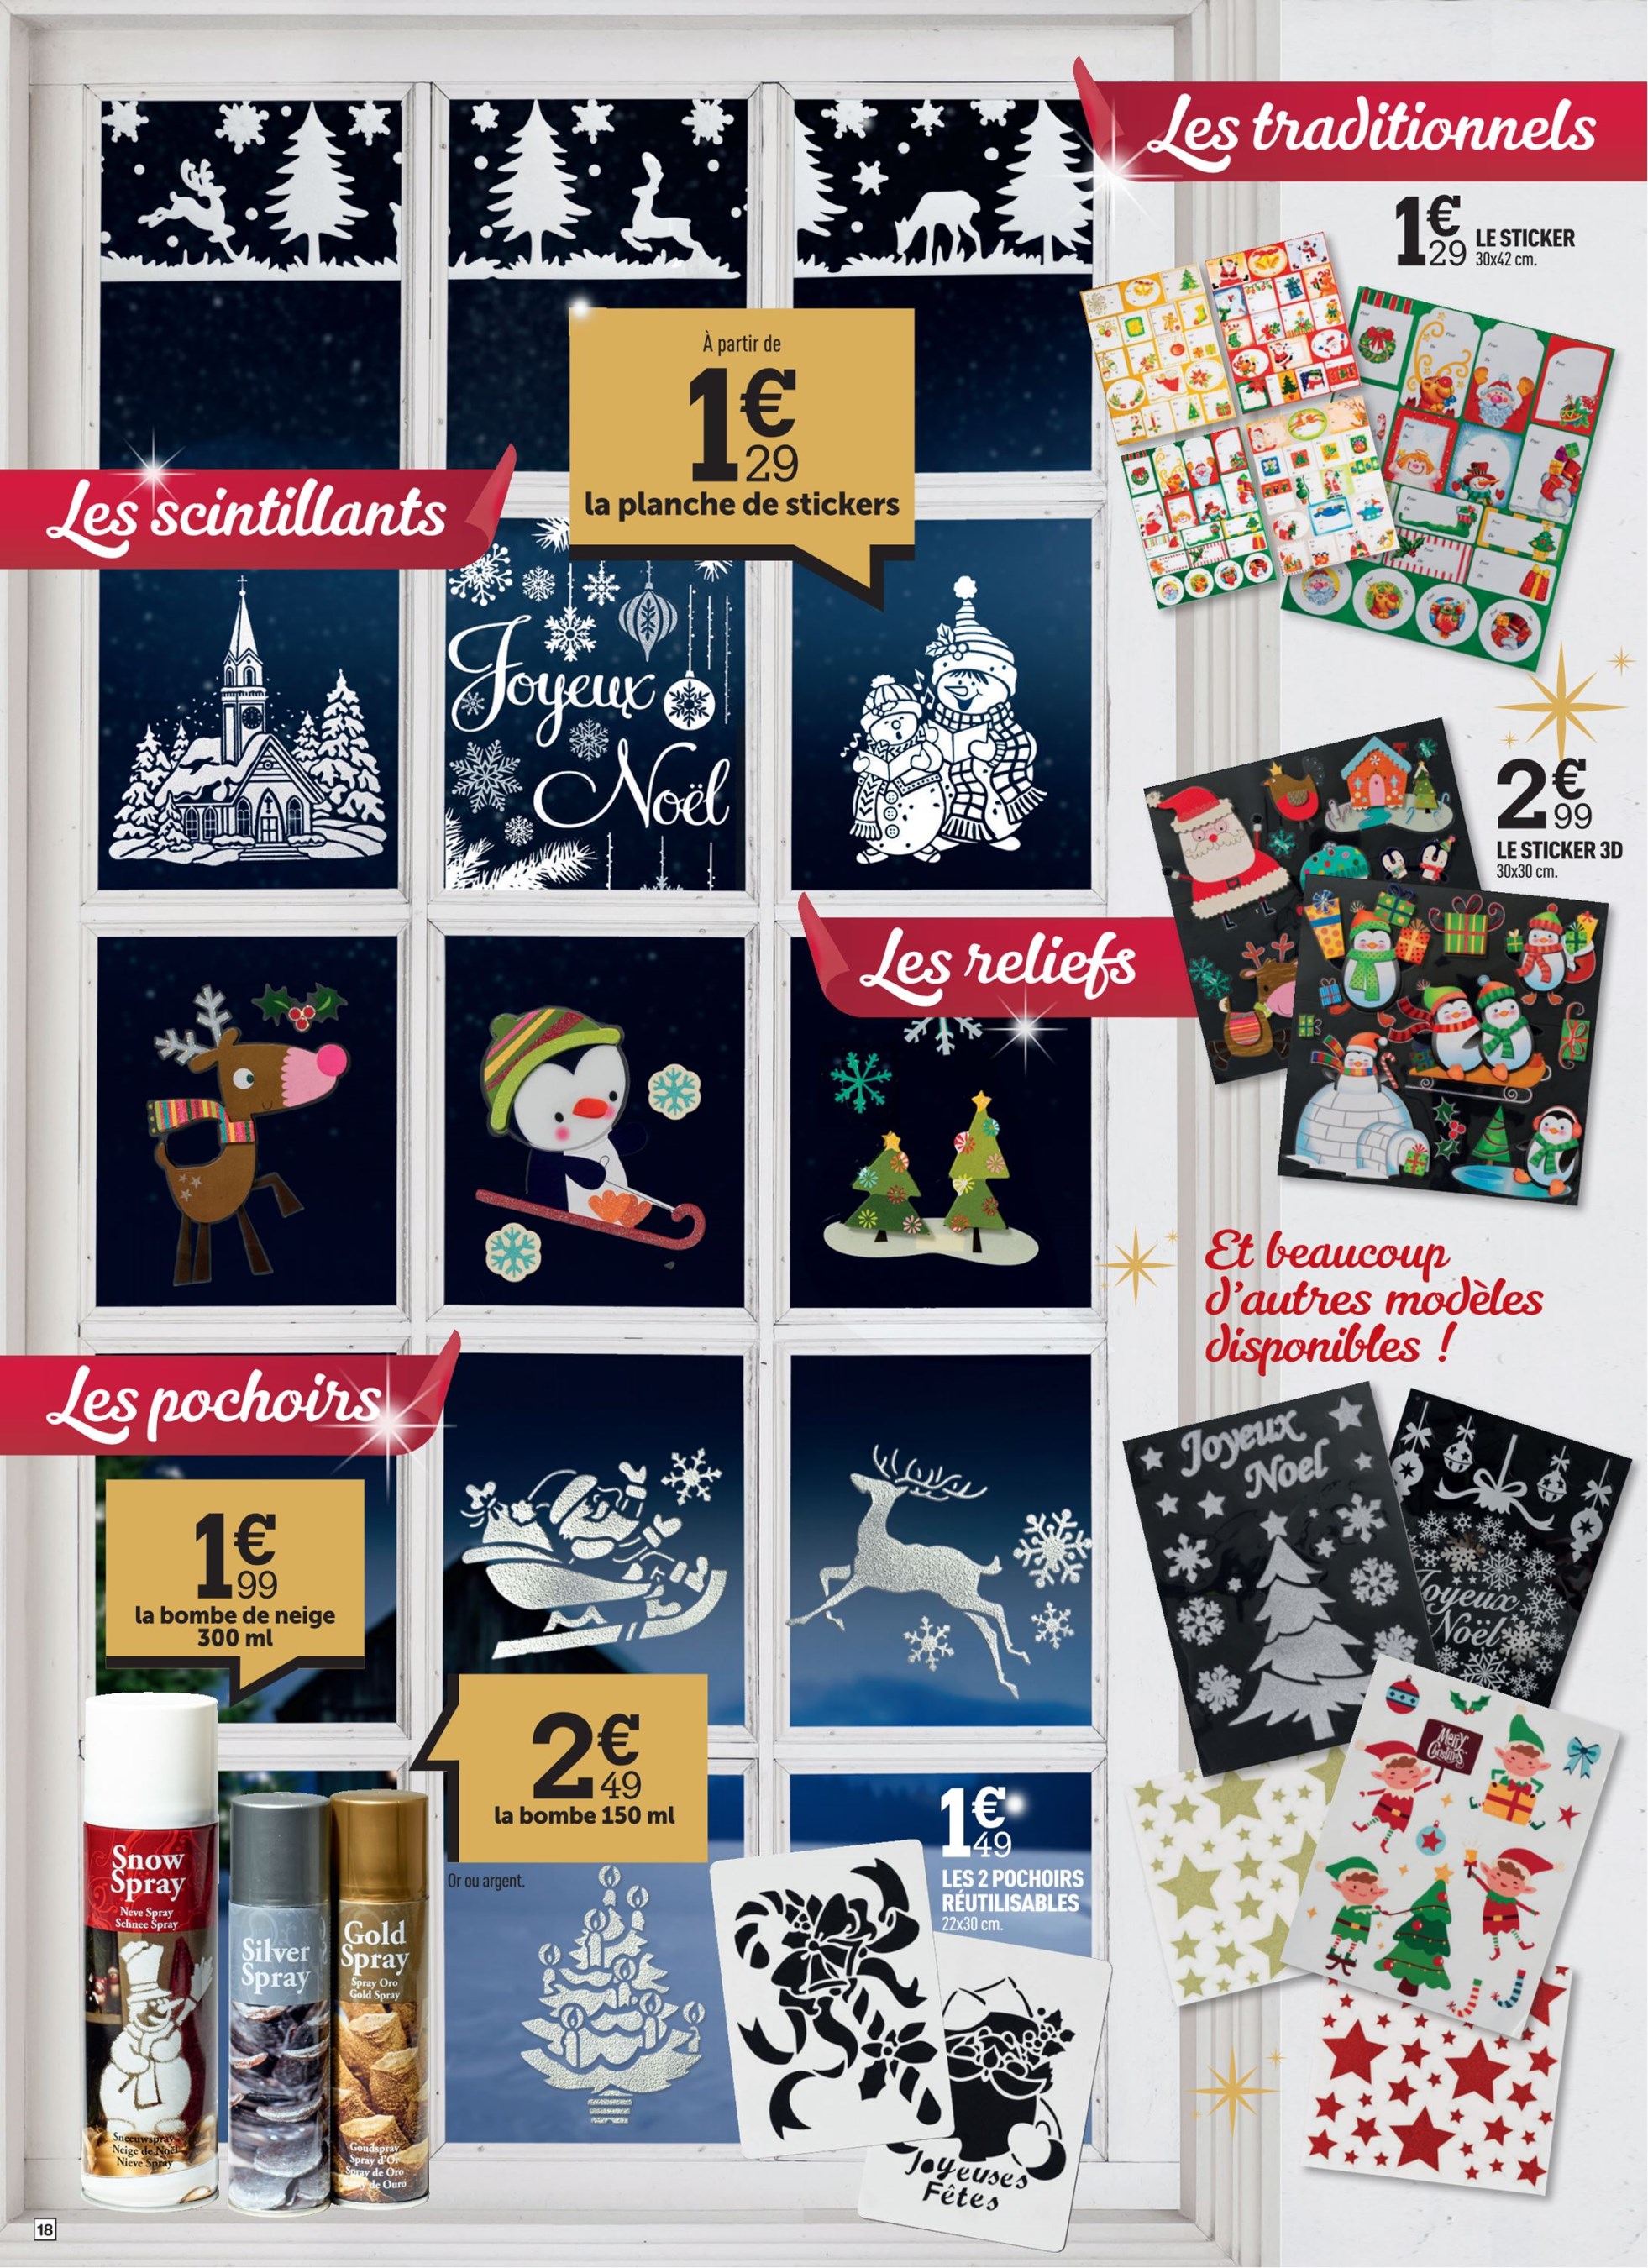 Les traditionnels
1€
29
LE STICKER
30x42 cm.
À partir de
1€
29
la planche de stickers
Les scintillants
Joyeux
Noël
2€
99
LE STICKER 3D
30x30 cm.
Les reliefs
Et beaucoup
d'autres modèles
disponibles !
Les pochoirs
1€
99
la bombe de neige
300 ml
2€
49
la bombe 150 ml
Or ou argent.
1€
49
LES 2 POCHOIRS
RÉUTILISABLES
22x30 cm.
Joyeux
Noel
Joyeux
Noël
Merry
Christmas
Snow
Spray
Neve Spray
Schnee Spray
Sneeuwspray
Neige de Noël
Nieve Spray
Silver
Spray
Gold
Spray
Spray Oro
Gold Spray
Goudspray
Spray d'Or
Spray de Oro
de Ouro
Joyeuses
Fêtes
18